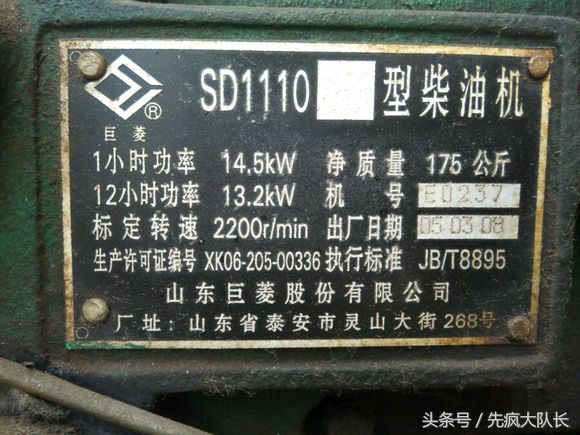 SD1110 型柴油机
®
巨菱
1小时功率 14.5kW 净质量 175公斤
12小时功率 13.2kW 机号 E0237
标定转速 2200r/min 出厂日期 05 03 08
生产许可证编号 XK06-205-00336 执行标准 JB/T8895
山东巨菱股份有限公司
厂址:山东省泰安市灵山大街268号
头条号/先疯大队长